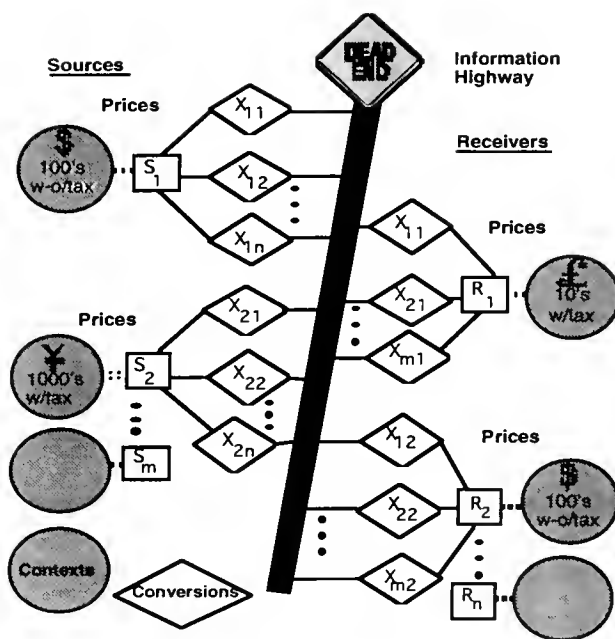 DEAD
END
Information
Highway
Sources
Receivers
Prices
$
100's
w-o/tax
S1
X11
X12
X1n
X11
X21
Xm1
Prices
R1
£
10's
w/tax
Prices
¥
1000's
w/tax
S2
X21
X22
X2n
Sm
X12
X22
Xm2
Prices
R2
$
100's
w-o/tax
Rn
Contexts
Conversions